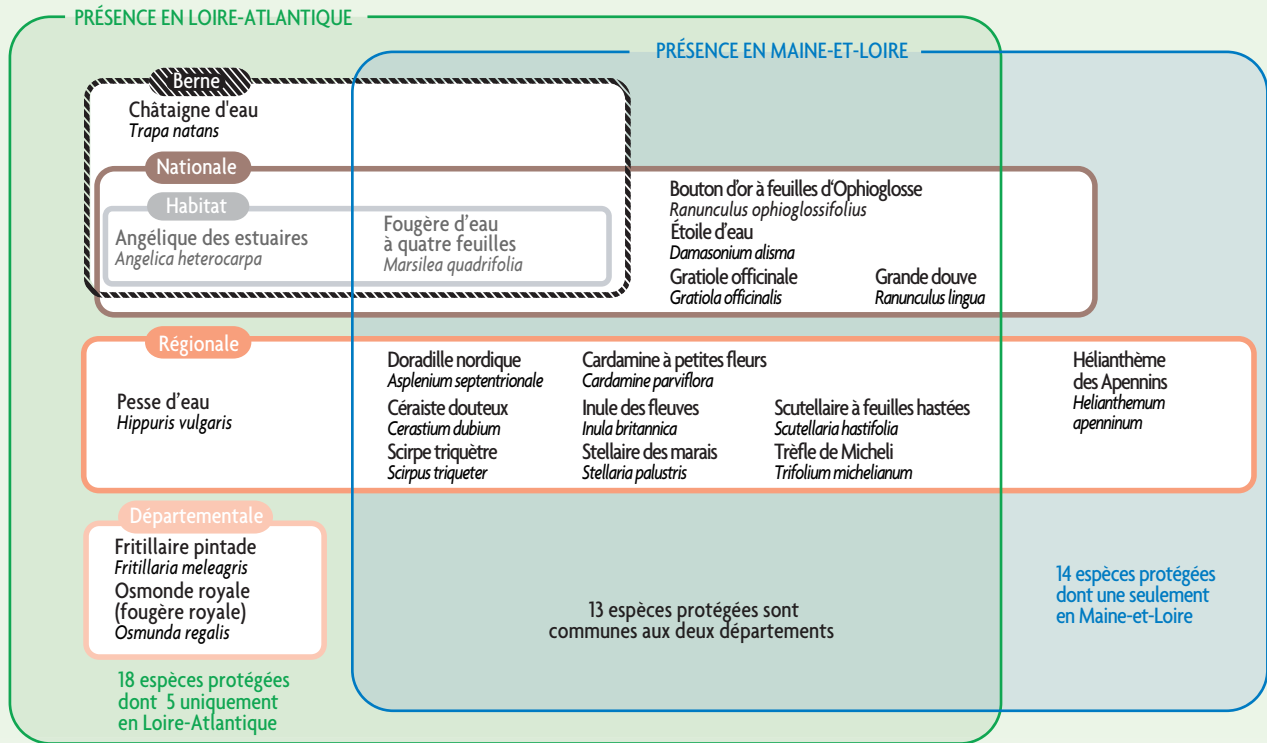 PRÉSENCE EN LOIRE-ATLANTIQUE
PRÉSENCE EN MAINE-ET-LOIRE
Berne
Châtaigne d'eau
Trapa natans
Nationale
Habitat
Angélique des estuaires
Angelica heterocarpa
Fougère d'eau
à quatre feuilles
Marsilea quadrifolia
Bouton d'or à feuilles d'Ophioglosse
Ranunculus ophioglossifolius
Étoile d'eau
Damasonium alisma
Gratiole officinale
Gratiola officinalis
Grande douve
Ranunculus lingua
Régionale
Pesse d'eau
Hippuris vulgaris
Doradille nordique
Asplenium septentrionale
Céraiste douteux
Cerastium dubium
Scirpe triquètre
Scirpus triqueter
Cardamine à petites fleurs
Cardamine parviflora
Inule des fleuves
Inula britannica
Stellaire des marais
Stellaria palustris
Scutellaire à feuilles hastées
Scutellaria hastifolia
Trèfle de Micheli
Trifolium michelianum
Hélianthème
des Apennins
Helianthemum
apenninum
Départementale
Fritillaire pintade
Fritillaria meleagris
Osmonde royale
(fougère royale)
Osmunda regalis
18 espèces protégées
dont 5 uniquement
en Loire-Atlantique
13 espèces protégées sont
communes aux deux départements
14 espèces protégées
dont une seulement
en Maine-et-Loire